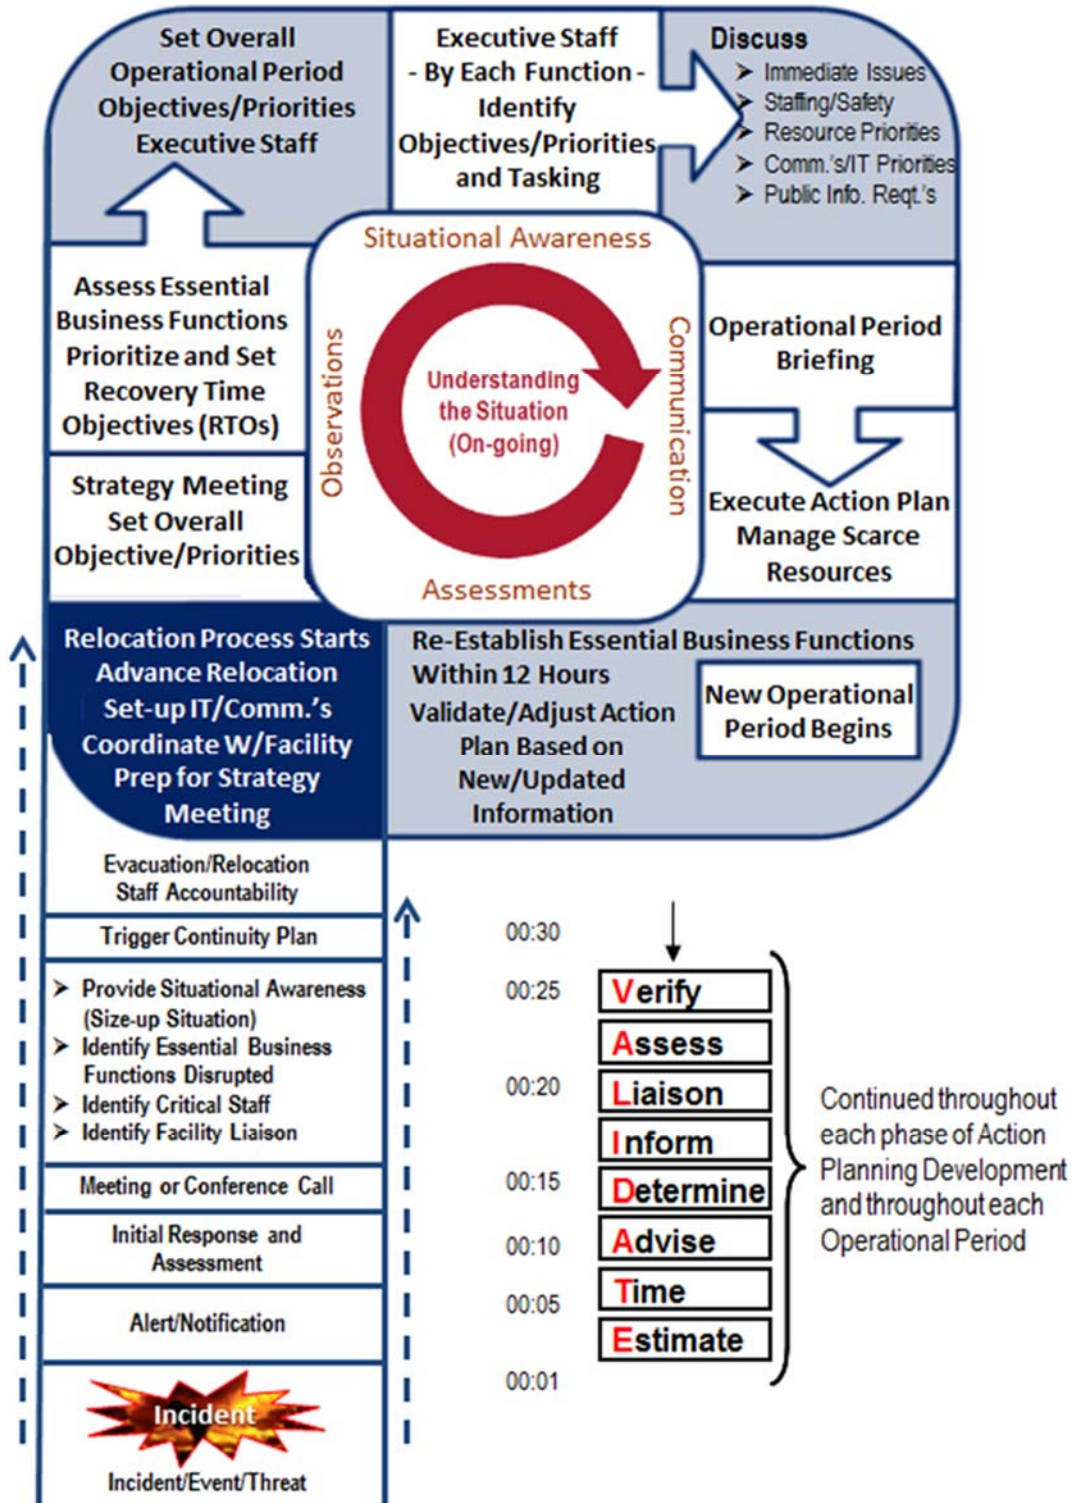 Set Overall
Operational Period
Objectives/Priorities
Executive Staff
Executive Staff
- By Each Function -
Identify
Objectives/Priorities
and Tasking
Discuss
➤ Immediate Issues
➤ Staffing/Safety
➤ Resource Priorities
➤ Comm.'s/IT Priorities
➤ Public Info. Reqt.'s
Assess Essential
Business Functions
Prioritize and Set
Recovery Time
Objectives (RTOs)
Strategy Meeting
Set Overall
Objective/Priorities
Situational Awareness
Observations
Understanding
the Situation
(On-going)
Communication
Assessments
Operational Period
Briefing
Execute Action Plan
Manage Scarce
Resources
Relocation Process Starts
Advance Relocation
Set-up IT/Comm.'s
Coordinate W/Facility
Prep for Strategy
Meeting
Re-Establish Essential Business Functions
Within 12 Hours
Validate/Adjust Action
Plan Based on
New/Updated
Information
New Operational
Period Begins
Evacuation/Relocation
Staff Accountability
Trigger Continuity Plan
➤ Provide Situational Awareness
(Size-up Situation)
➤ Identify Essential Business
Functions Disrupted
➤ Identify Critical Staff
➤ Identify Facility Liaison
Meeting or Conference Call
Initial Response and
Assessment
Alert/Notification
Incident
Incident/Event/Threat
00:30
00:25
00:20
00:15
00:10
00:05
00:01
Verify
Assess
Liaison
Inform
Determine
Advise
Time
Estimate
Continued throughout
each phase of Action
Planning Development
and throughout each
Operational Period